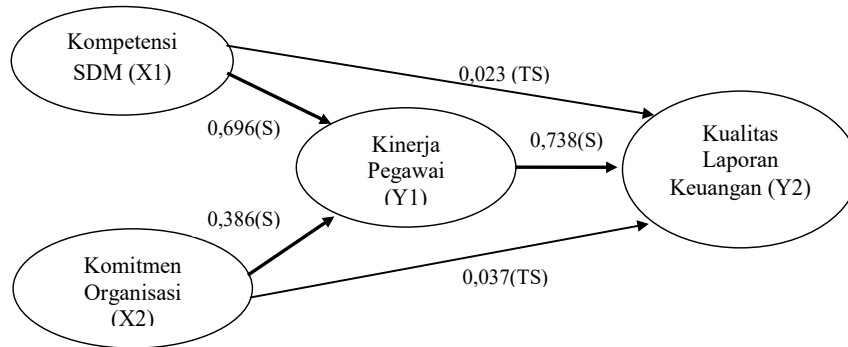 Kompetensi
SDM (X1)
0,023 (TS)
0,696(S)
Kinerja
Pegawai
(Y1)
0,738(S)
Kualitas
Laporan
Keuangan (Y2)
0,386(S)
Komitmen
Organisasi
(X2)
0,037(TS)